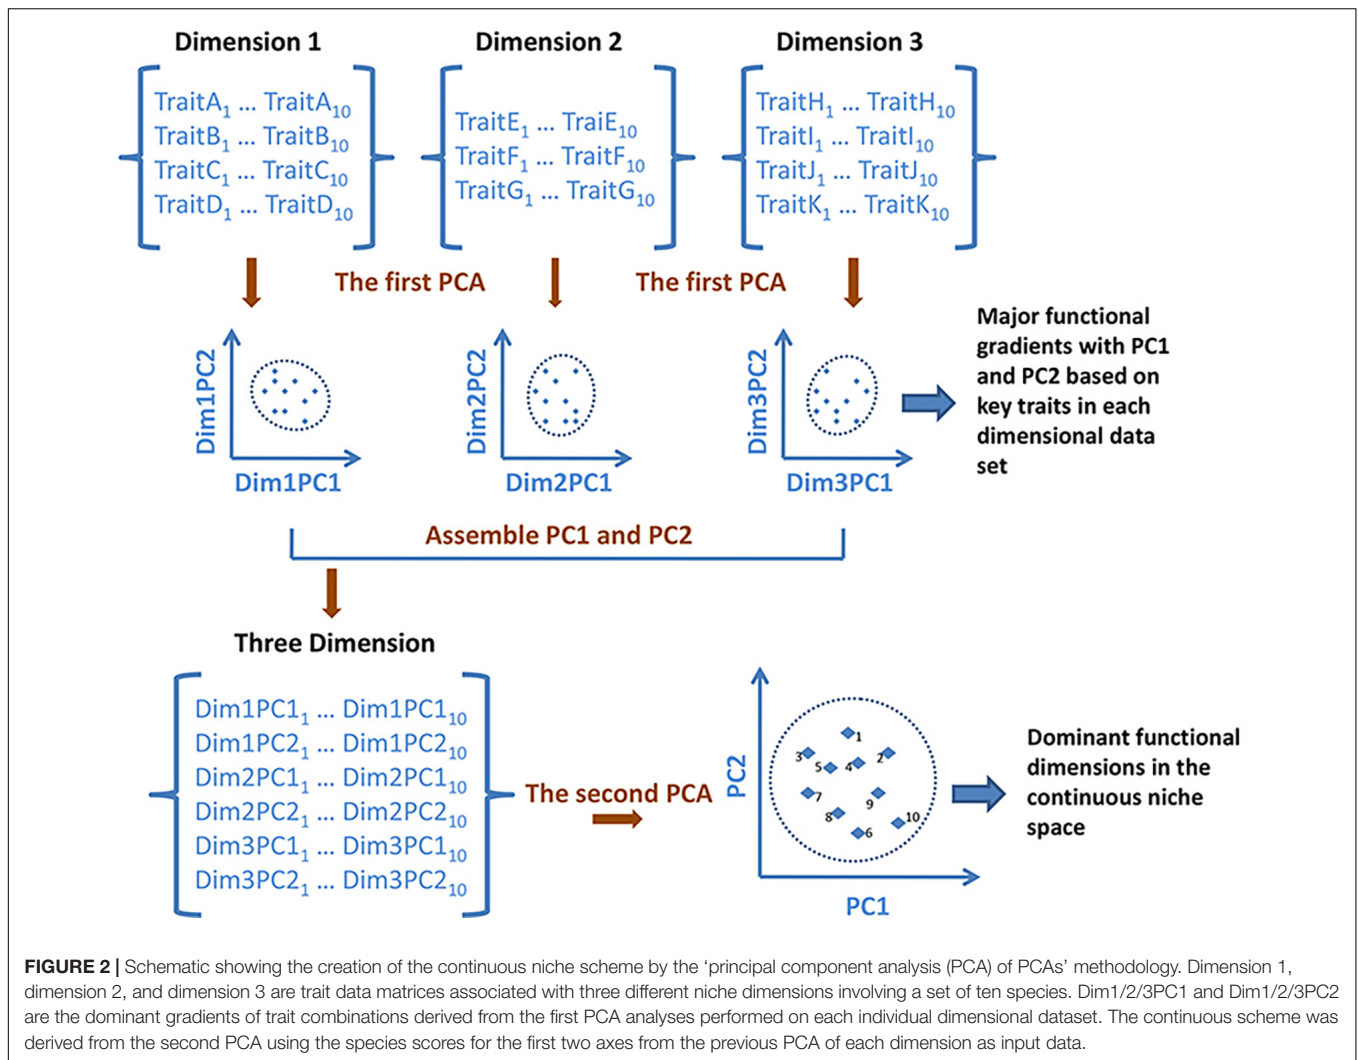 Dimension 1 Dimension 2 Dimension 3
TraitA1 ... TraitA10
TraitB1 ... TraitB10
TraitC1 ... TraitC10
TraitD1 ... TraitD10
TraitE1 ... TraiE10
TraitF1 ... TraitF10
TraitG1 ... TraitG10
TraitH1 ... TraitH10
TraitI1 ... TraitI10
TraitJ1 ... TraitJ10
TraitK1 ... TraitK10
The first PCA The first PCA
Dim1PC2
Dim1PC1
Dim2PC2
Dim2PC1
Dim3PC2
Dim3PC1
Major functional
gradients with PC1
and PC2 based on
key traits in each
dimensional data
set
Assemble PC1 and PC2
Three Dimension
Dim1PC11 ... Dim1PC110
Dim1PC21 ... Dim1PC210
Dim2PC11 ... Dim2PC110
Dim2PC21 ... Dim2PC210
Dim3PC11 ... Dim3PC110
Dim3PC21 ... Dim3PC210
The second PCA
PC2
1
3
5
4
2
7
9
8
10
6
PC1
Dominant functional
dimensions in the
continuous niche
space
FIGURE 2 | Schematic showing the creation of the continuous niche scheme by the 'principal component analysis (PCA) of PCAs' methodology. Dimension 1,
dimension 2, and dimension 3 are trait data matrices associated with three different niche dimensions involving a set of ten species. Dim1/2/3PC1 and Dim1/2/3PC2
are the dominant gradients of trait combinations derived from the first PCA analyses performed on each individual dimensional dataset. The continuous scheme was
derived from the second PCA using the species scores for the first two axes from the previous PCA of each dimension as input data.